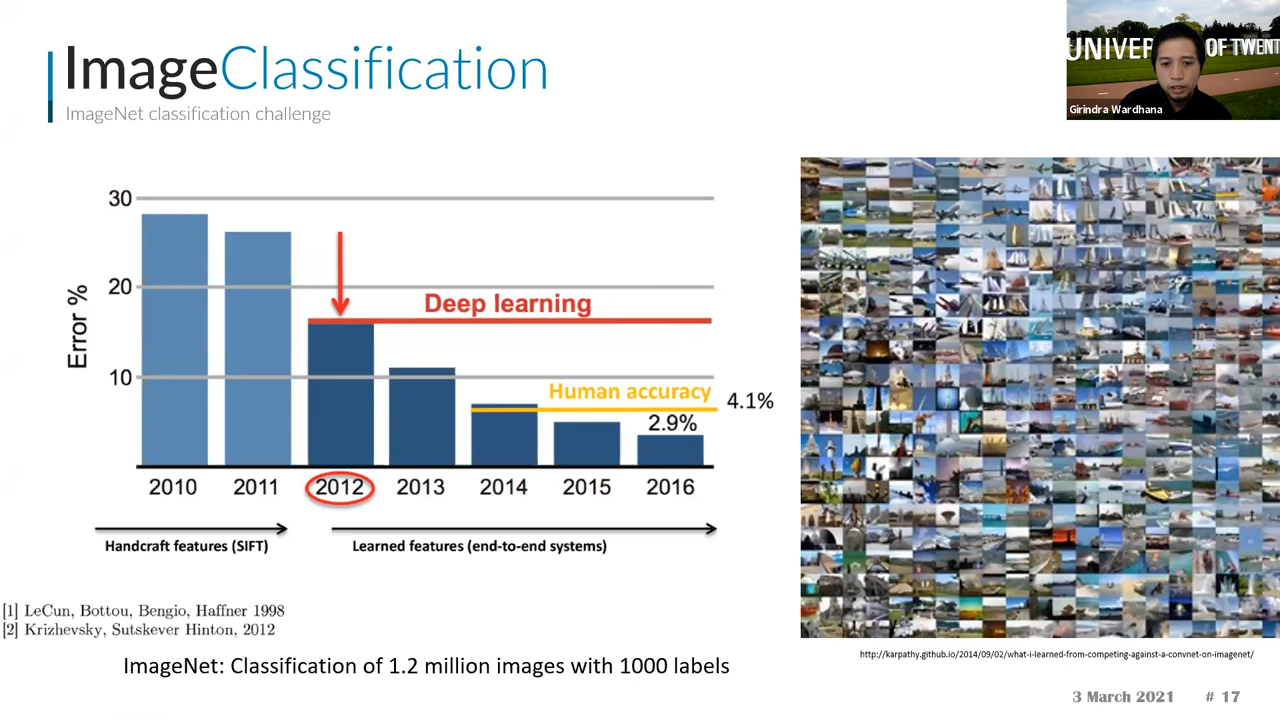 ImageClassification
ImageNet classification challenge
UNIVER OF TWENT
Girindra Wardhana
30
20
10
Error %
Deep learning
Human accuracy
4.1%
2.9%
2010 2011 2012 2013 2014 2015 2016
Handcraft features (SIFT)
Learned features (end-to-end systems)
[1] LeCun, Bottou, Bengio, Haffner 1998
[2] Krizhevsky, Sutskever Hinton, 2012
ImageNet: Classification of 1.2 million images with 1000 labels
http://karpathy.github.io/2014/09/02/what-i-learned-from-competing-against-a-convnet-on-imagenet/
3 March 2021 # 17